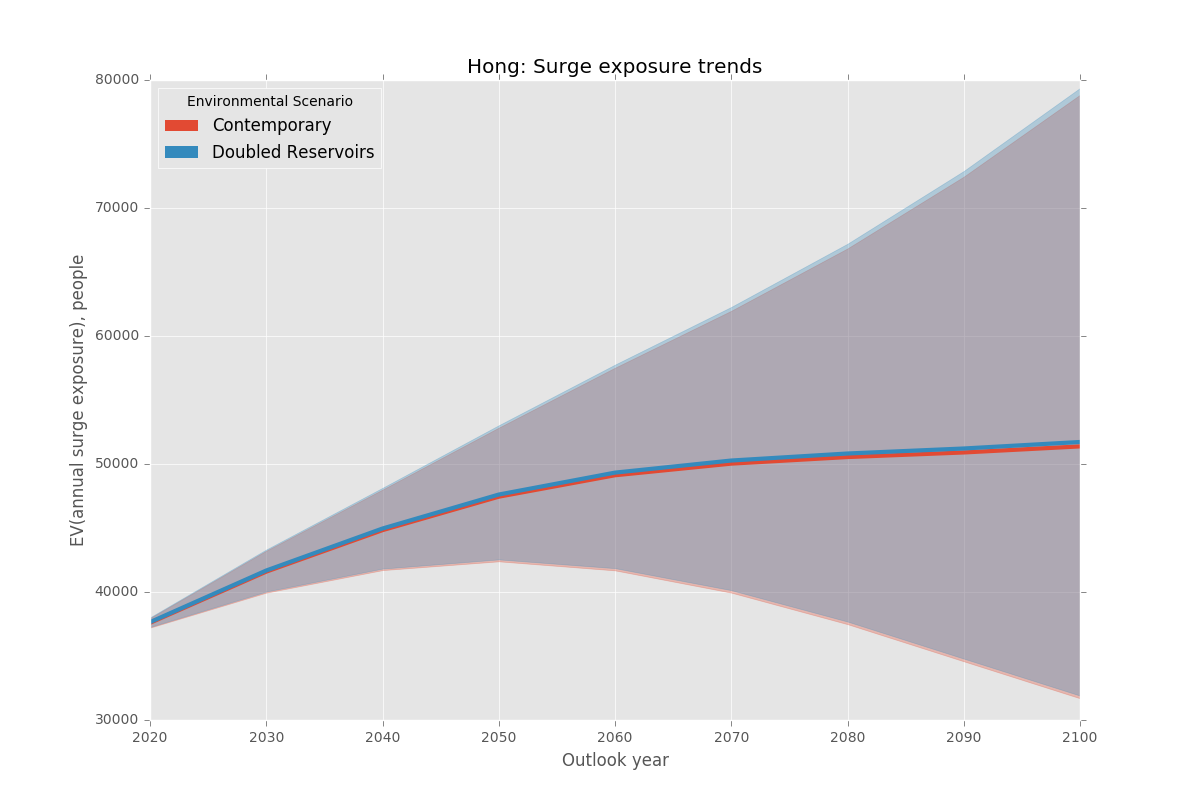 Hong: Surge exposure trends
80000
70000
60000
50000
40000
30000
EV(annual surge exposure), people
Environmental Scenario
Contemporary
Doubled Reservoirs
2020 2030 2040 2050 2060 2070 2080 2090 2100
Outlook year